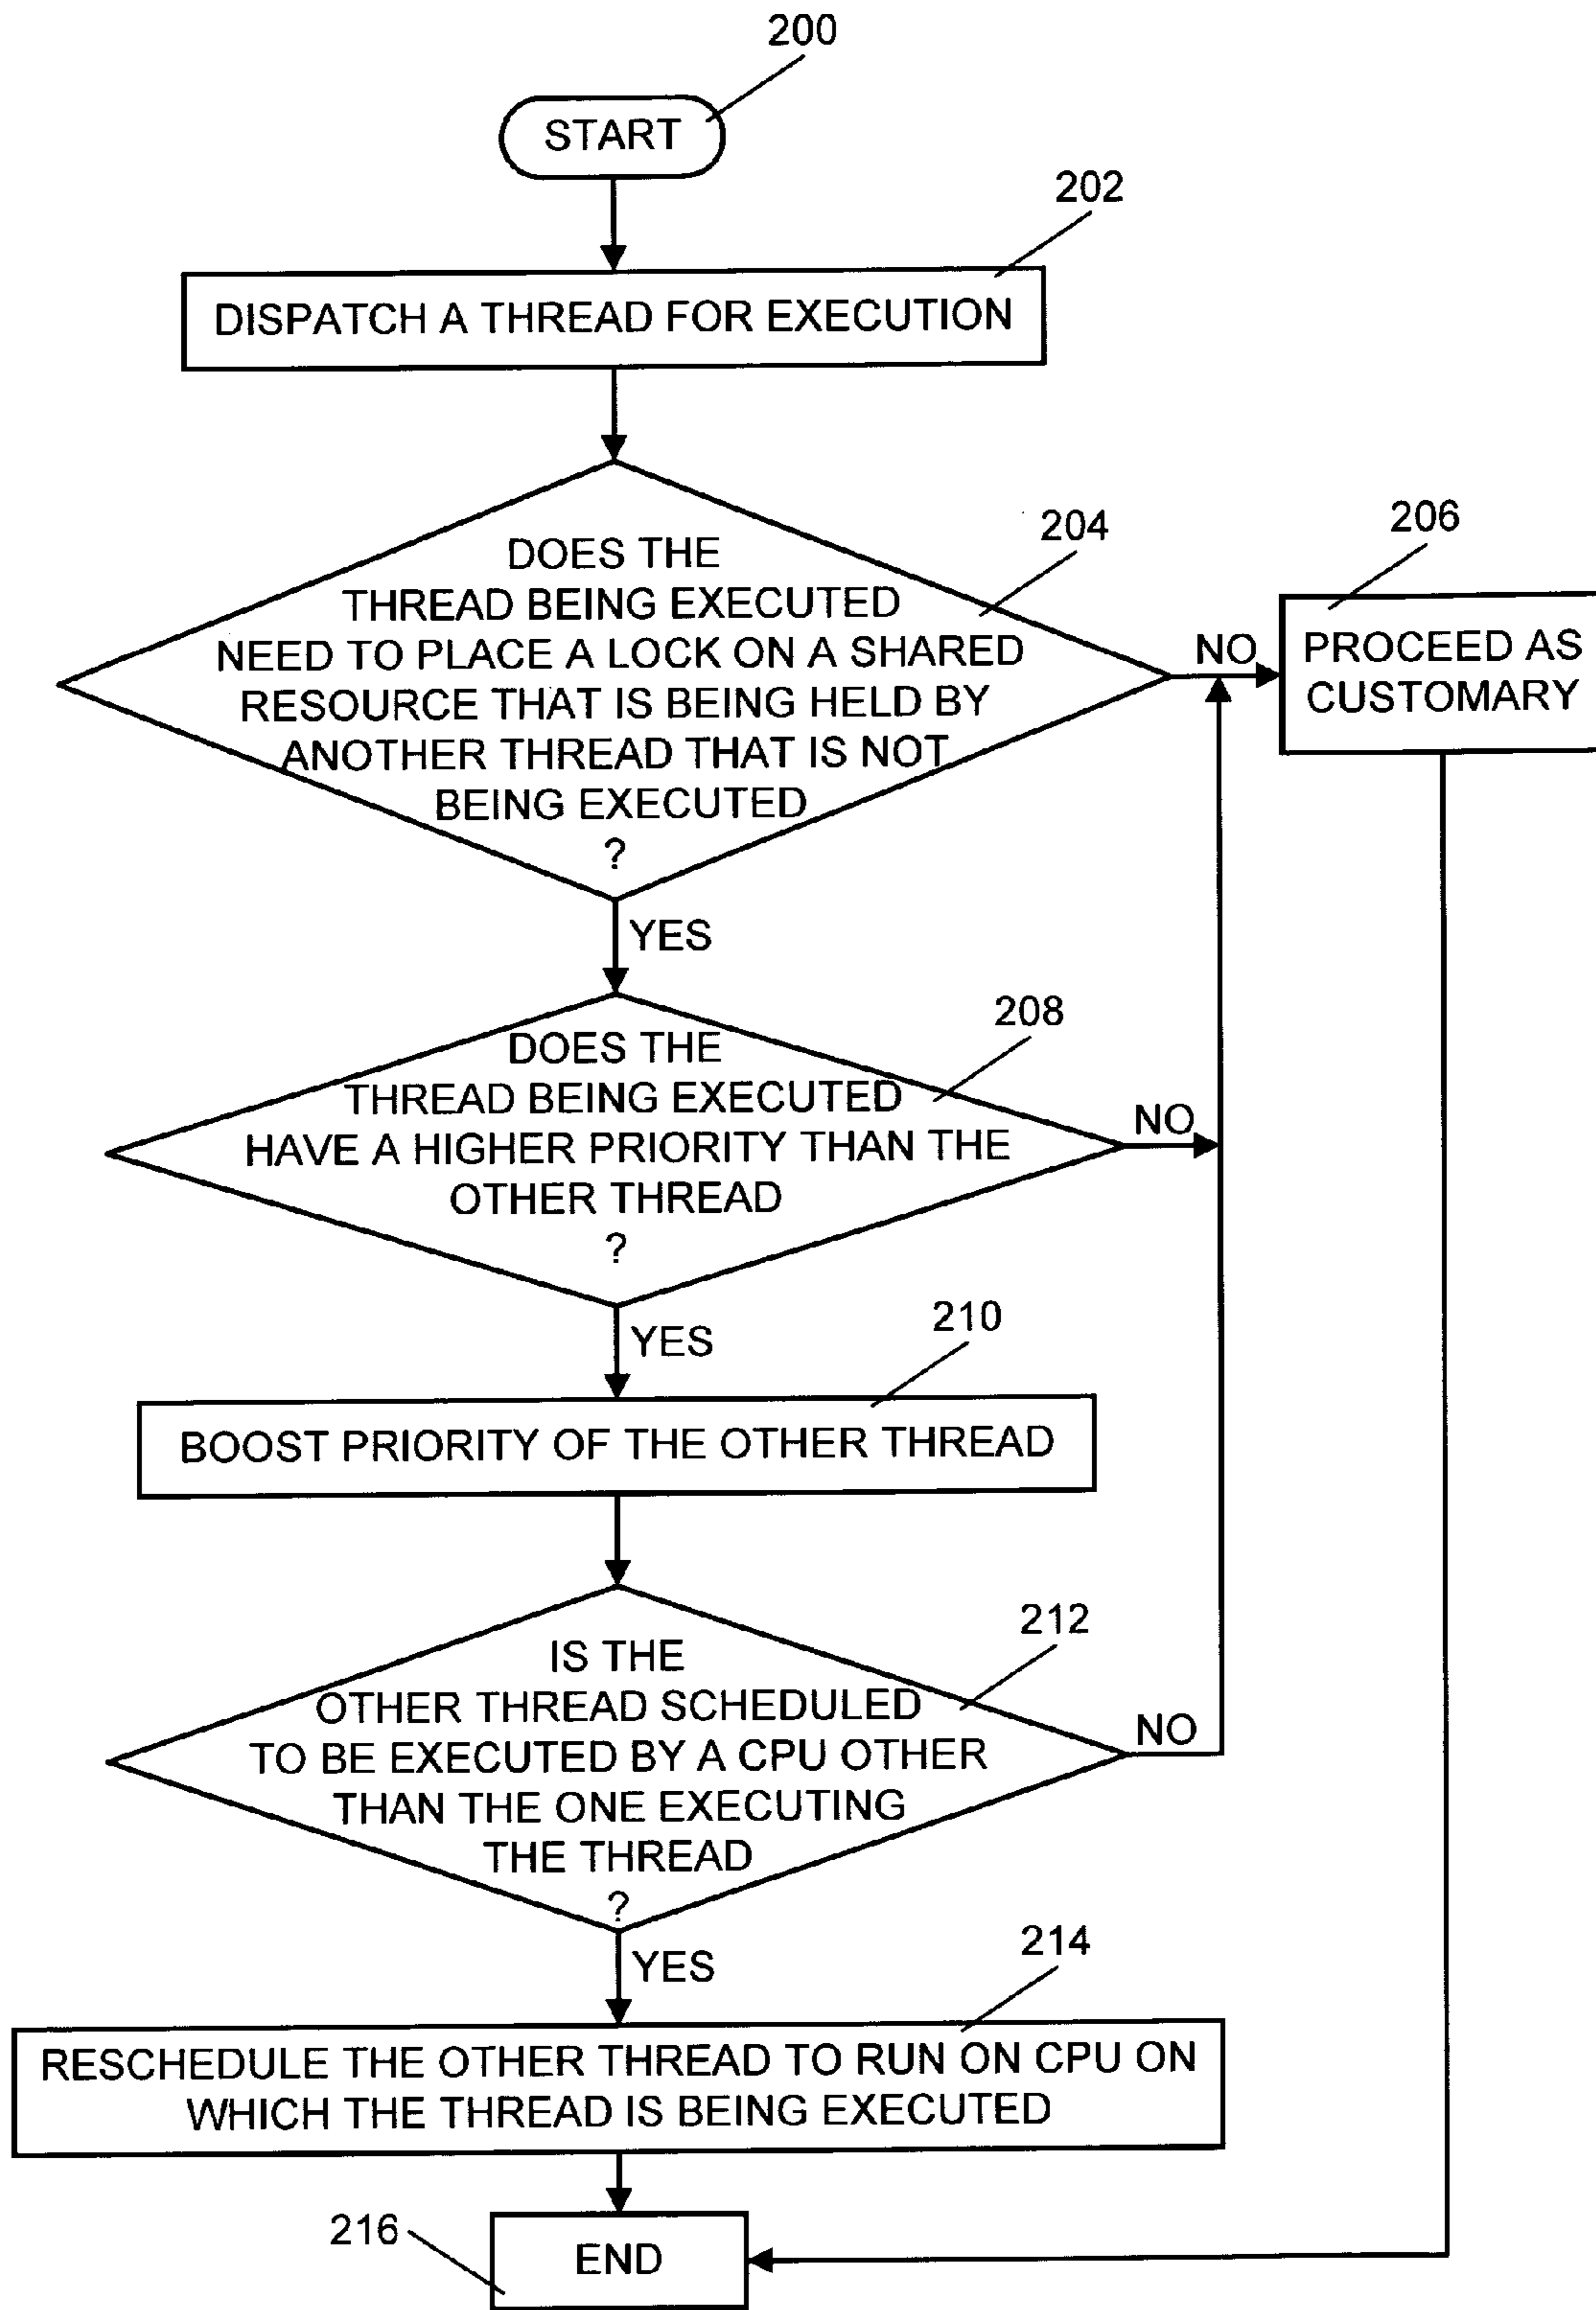 200
START
202
DISPATCH A THREAD FOR EXECUTION
204
DOES THE
THREAD BEING EXECUTED
NEED TO PLACE A LOCK ON A SHARED
RESOURCE THAT IS BEING HELD BY
ANOTHER THREAD THAT IS NOT
BEING EXECUTED
?
NO
206
PROCEED AS
CUSTOMARY
YES
208
DOES THE
THREAD BEING EXECUTED
HAVE A HIGHER PRIORITY THAN THE
OTHER THREAD
?
NO
YES
210
BOOST PRIORITY OF THE OTHER THREAD
212
IS THE
OTHER THREAD SCHEDULED
TO BE EXECUTED BY A CPU OTHER
THAN THE ONE EXECUTING
THE THREAD
?
NO
YES
214
RESCHEDULE THE OTHER THREAD TO RUN ON CPU ON
WHICH THE THREAD IS BEING EXECUTED
216
END